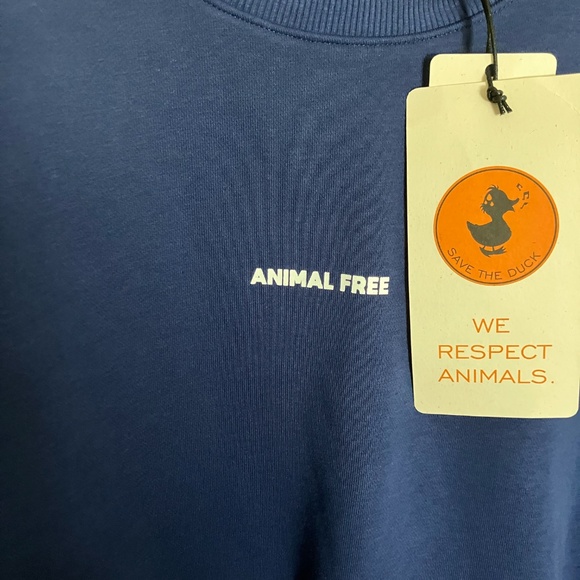 ANIMAL FREE
SAVE THE DUCK
WE
RESPECT
ANIMALS.